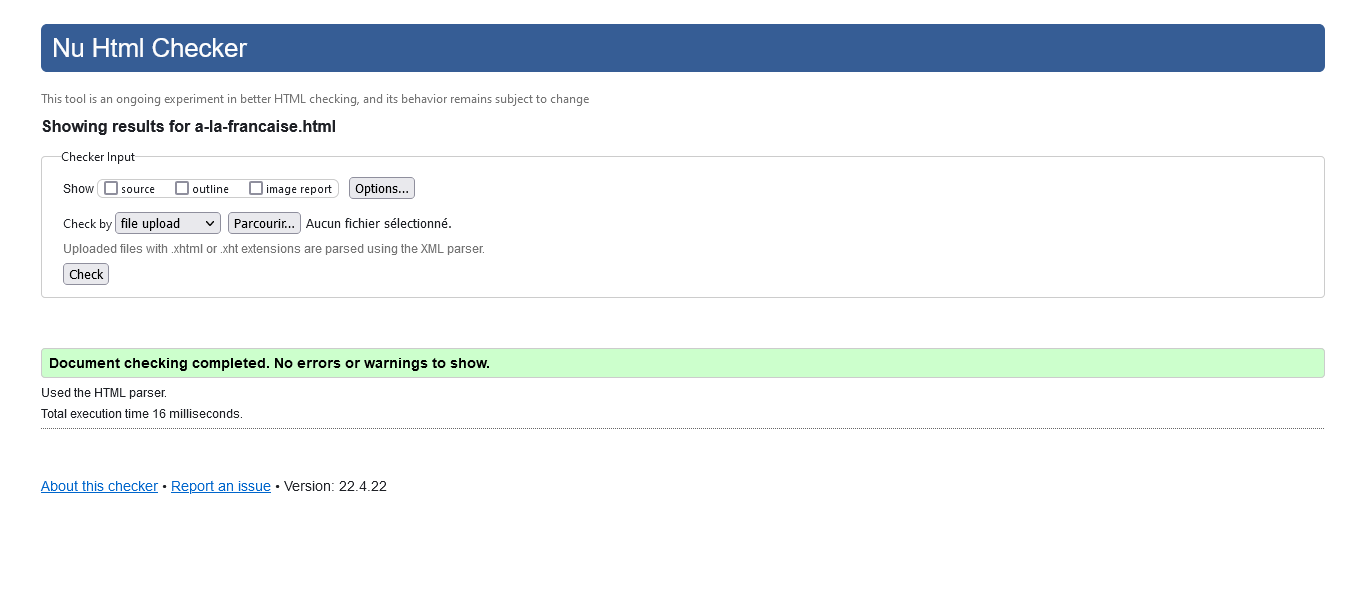 Nu Html Checker
This tool is an ongoing experiment in better HTML checking, and its behavior remains subject to change
Showing results for a-la-francaise.html
Checker Input
Show source outline image report Options...
Check by file upload Parcourir... Aucun fichier sélectionné.
Uploaded files with .xhtml or .xht extensions are parsed using the XML parser.
Check
Document checking completed. No errors or warnings to show.
Used the HTML parser.
Total execution time 16 milliseconds.
About this checker • Report an issue • Version: 22.4.22